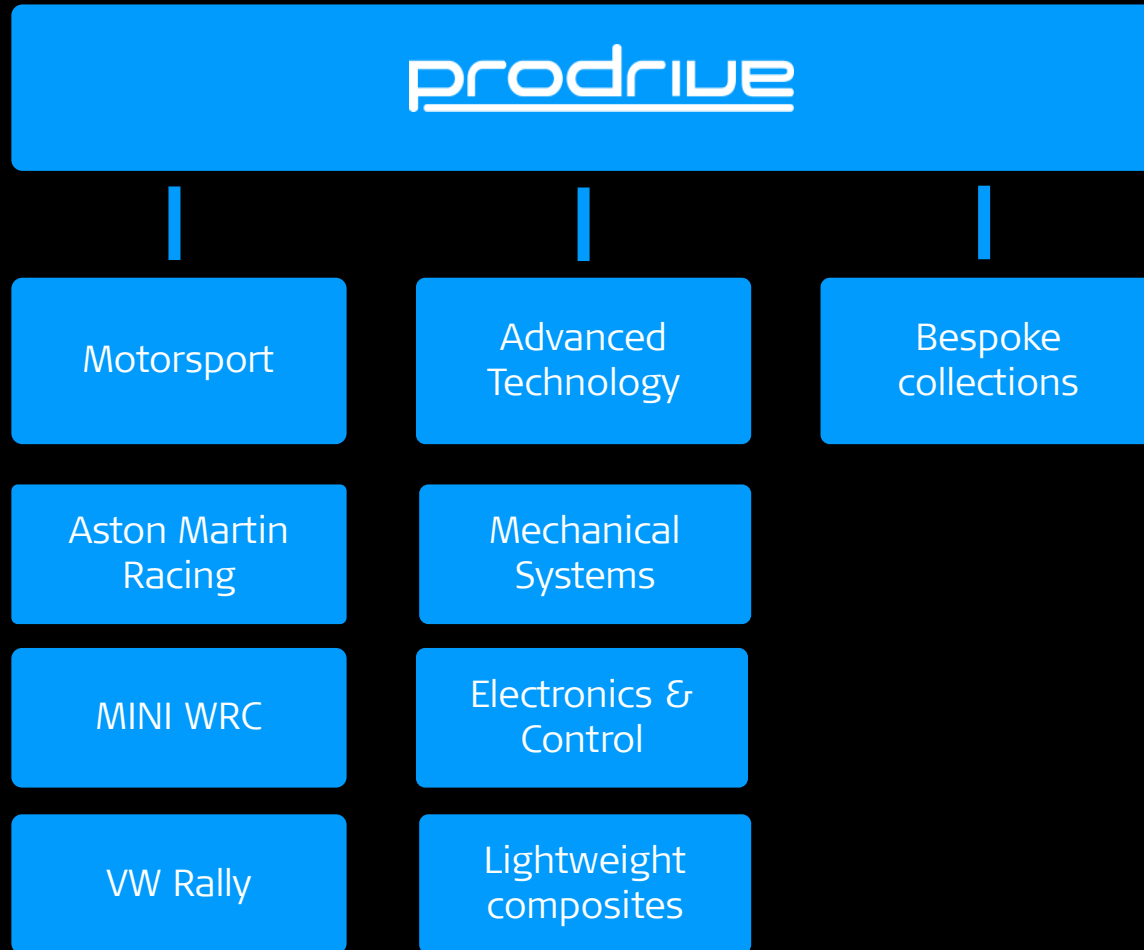 prodrive
Motorsport
Advanced
Technology
Bespoke
collections
Aston Martin
Racing
Mechanical
Systems
MINI WRC
Electronics &
Control
VW Rally
Lightweight
composites